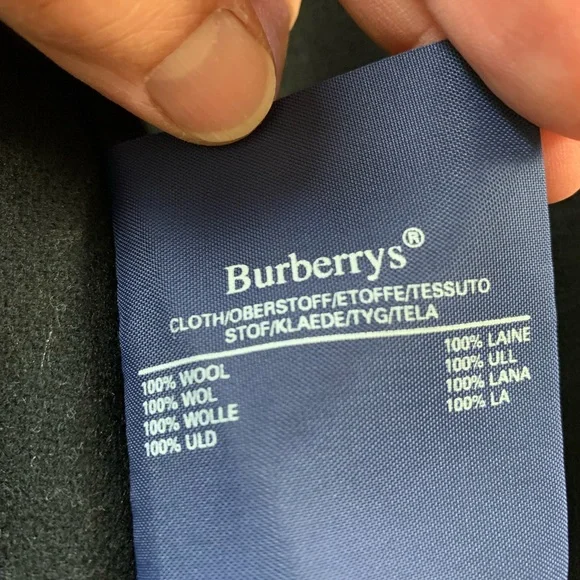 Burberrys®
CLOTH/OBERSTOFF/ETOFFE/TESSUTO
STOF/KLAEDE/TYG/TELA
100% WOOL
100% WOL
100% WOLLE
100% ULD
100% LAINE
100% ULL
100% LANA
100% LA